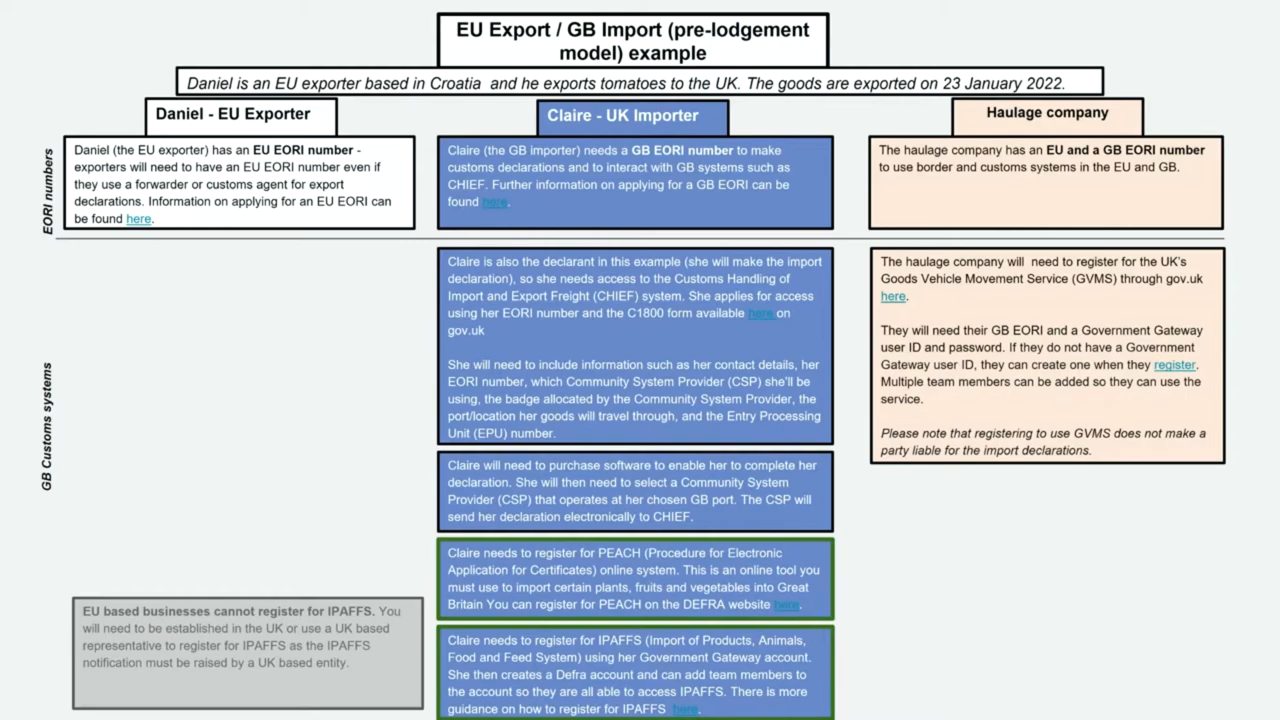 EU Export / GB Import (pre-lodgement
model) example
Daniel is an EU exporter based in Croatia and he exports tomatoes to the UK. The goods are exported on 23 January 2022.
Daniel - EU Exporter
Claire - UK Importer
Haulage company
EORI numbers
Daniel (the EU exporter) has an EU EORI number -
exporters will need to have an EU EORI number even if
they use a forwarder or customs agent for export
declarations. Information on applying for an EU EORI can
be found here.
Claire (the GB importer) needs a GB EORI number to make
customs declarations and to interact with GB systems such as
CHIEF. Further information on applying for a GB EORI can be
found here.
The haulage company has an EU and a GB EORI number
to use border and customs systems in the EU and GB.
GB Customs systems
Claire is also the declarant in this example (she will make the import
declaration), so she needs access to the Customs Handling of
Import and Export Freight (CHIEF) system. She applies for access
using her EORI number and the C1800 form available here on
gov.uk
She will need to include information such as her contact details, her
EORI number, which Community System Provider (CSP) she'll be
using, the badge allocated by the Community System Provider, the
port/location her goods will travel through, and the Entry Processing
Unit (EPU) number.
The haulage company will need to register for the UK's
Goods Vehicle Movement Service (GVMS) through gov.uk
here.
They will need their GB EORI and a Government Gateway
user ID and password. If they do not have a Government
Gateway user ID, they can create one when they register.
Multiple team members can be added so they can use the
service.
Please note that registering to use GVMS does not make a
party liable for the import declarations.
Claire will need to purchase software to enable her to complete her
declaration. She will then need to select a Community System
Provider (CSP) that operates at her chosen GB port. The CSP will
send her declaration electronically to CHIEF.
Claire needs to register for PEACH (Procedure for Electronic
Application for Certificates) online system. This is an online tool you
must use to import certain plants, fruits and vegetables into Great
Britain You can register for PEACH on the DEFRA website here.
EU based businesses cannot register for IPAFFS. You
will need to be established in the UK or use a UK based
representative to register for IPAFFS as the IPAFFS
notification must be raised by a UK based entity.
Claire needs to register for IPAFFS (Import of Products, Animals,
Food and Feed System) using her Government Gateway account.
She then creates a Defra account and can add team members to
the account so they are all able to access IPAFFS. There is more
guidance on how to register for IPAFFS here.